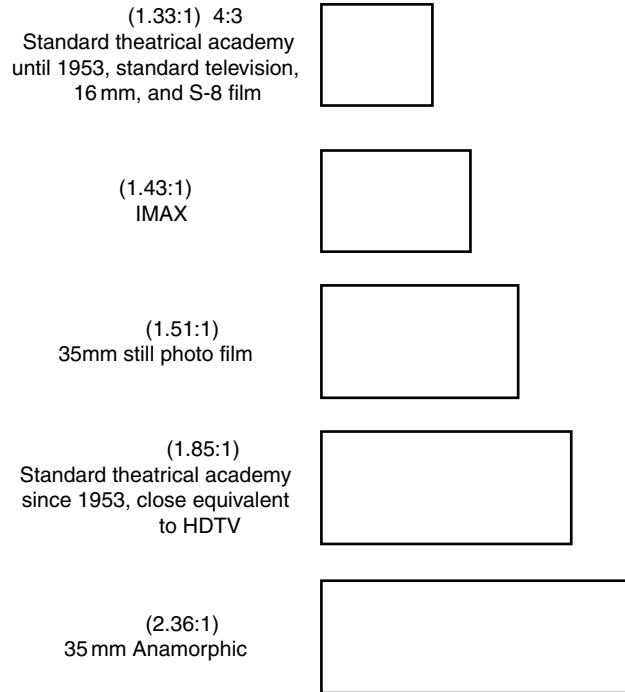 (1.33:1) 4:3
Standard theatrical academy
until 1953, standard television,
16 mm, and S-8 film
(1.43:1)
IMAX
(1.51:1)
35mm still photo film
(1.85:1)
Standard theatrical academy
since 1953, close equivalent
to HDTV
(2.36:1)
35 mm Anamorphic